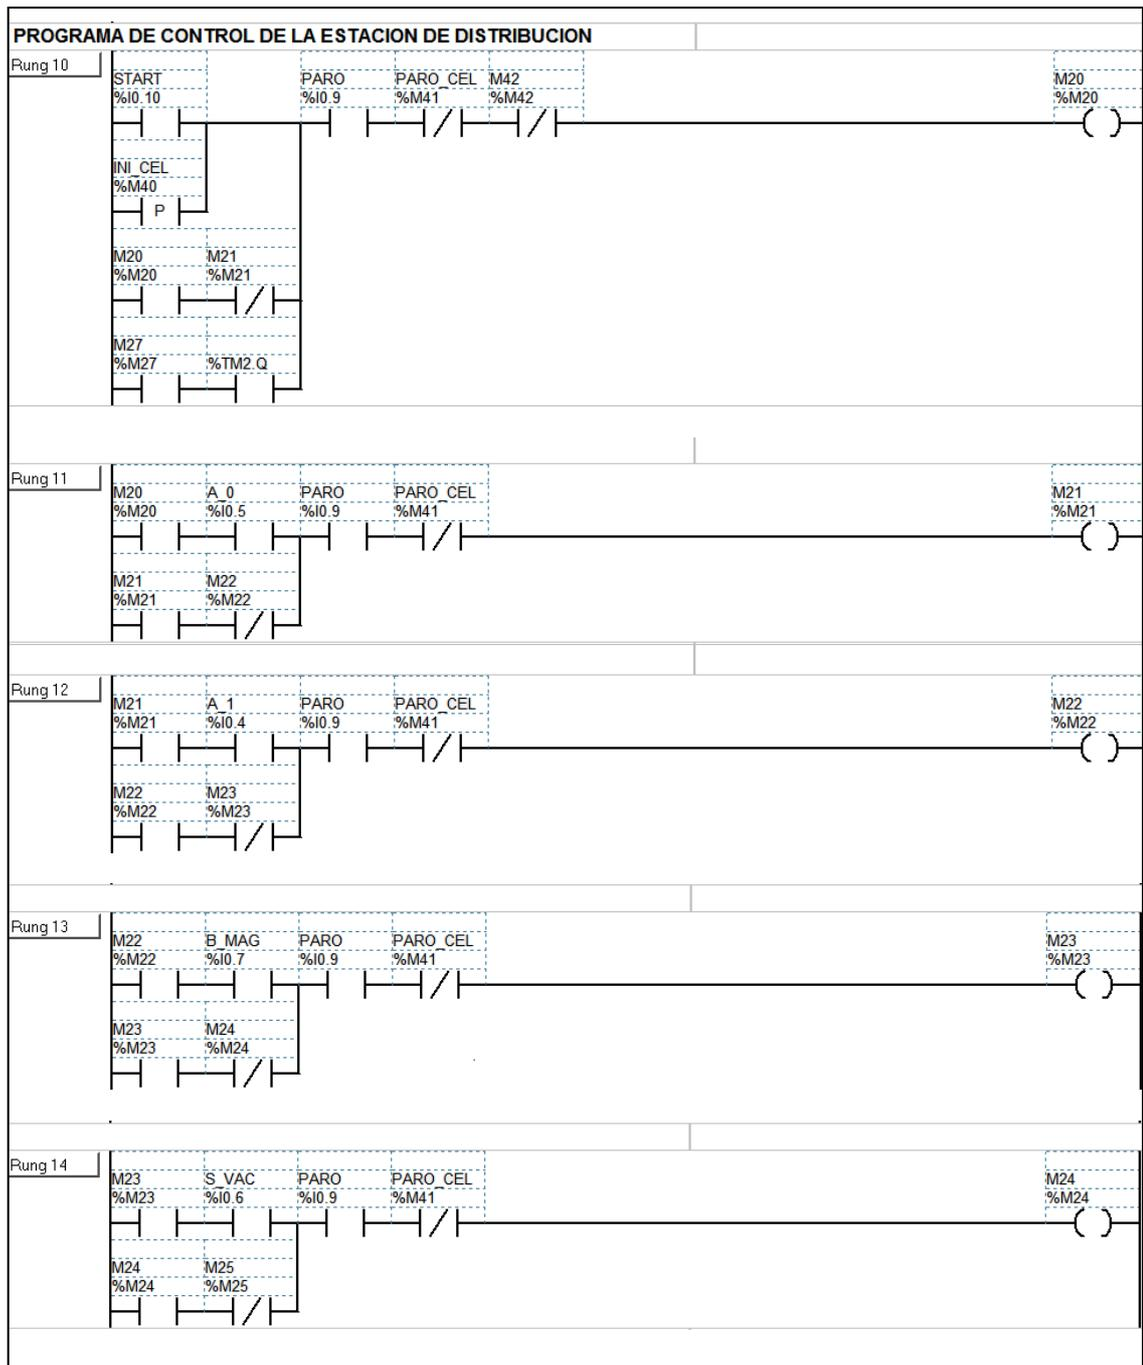 PROGRAMA DE CONTROL DE LA ESTACION DE DISTRIBUCION
Rung 10
START PARO PARO_CEL M42 M20
%I0.10 %I0.9 %M41 %M42 %M20
INI_CEL
%M40
P
M20 M21
%M20 %M21
M27
%M27 %TM2.Q
Rung 11
M20 A_0 PARO PARO_CEL M21
%M20 %I0.5 %I0.9 %M41 %M21
M21 M22
%M21 %M22
Rung 12
M21 A_1 PARO PARO_CEL M22
%M21 %I0.4 %I0.9 %M41 %M22
M22 M23
%M22 %M23
Rung 13
M22 B_MAG PARO PARO_CEL M23
%M22 %I0.7 %I0.9 %M41 %M23
M23 M24
%M23 %M24
Rung 14
M23 S_VAC PARO PARO_CEL M24
%M23 %I0.6 %I0.9 %M41 %M24
M24 M25
%M24 %M25